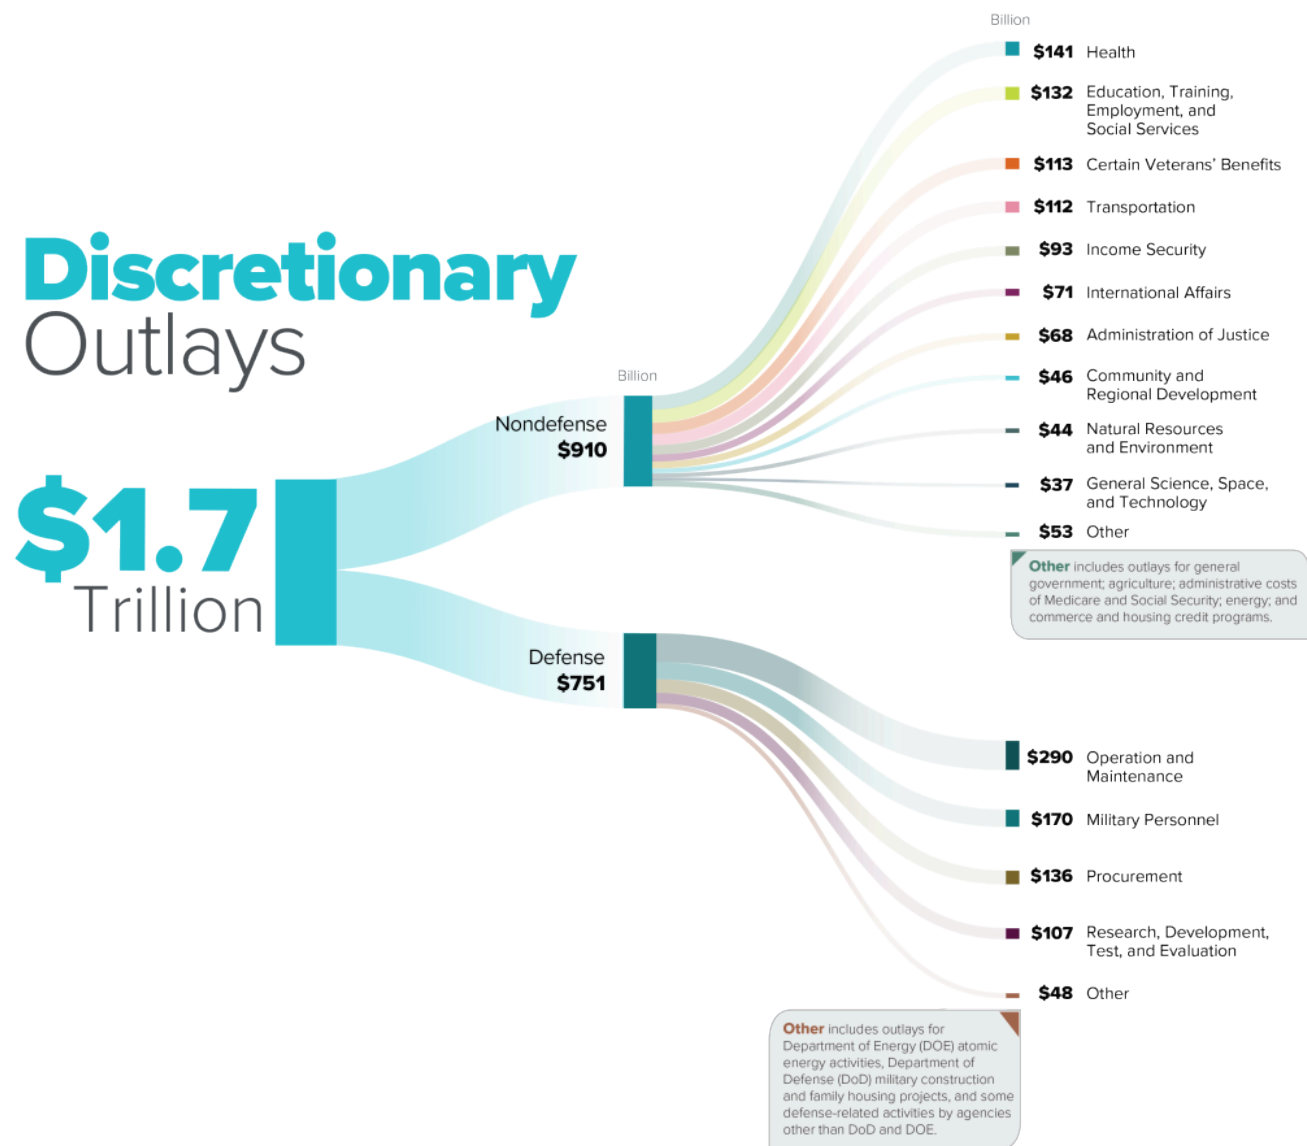 Discretionary
Outlays
$1.7
Trillion
Billion
Nondefense
$910
Defense
$751
Billion
$141 Health
$132 Education, Training,
Employment, and
Social Services
$113 Certain Veterans’ Benefits
$112 Transportation
$93 Income Security
$71 International Affairs
$68 Administration of Justice
$46 Community and
Regional Development
$44 Natural Resources
and Environment
$37 General Science, Space,
and Technology
$53 Other
Other includes outlays for general
government; agriculture; administrative costs
of Medicare and Social Security; energy; and
commerce and housing credit programs.
$290 Operation and
Maintenance
$170 Military Personnel
$136 Procurement
$107 Research, Development,
Test, and Evaluation
$48 Other
Other includes outlays for
Department of Energy (DOE) atomic
energy activities, Department of
Defense (DoD) military construction
and family housing projects, and some
defense-related activities by agencies
other than DoD and DOE.